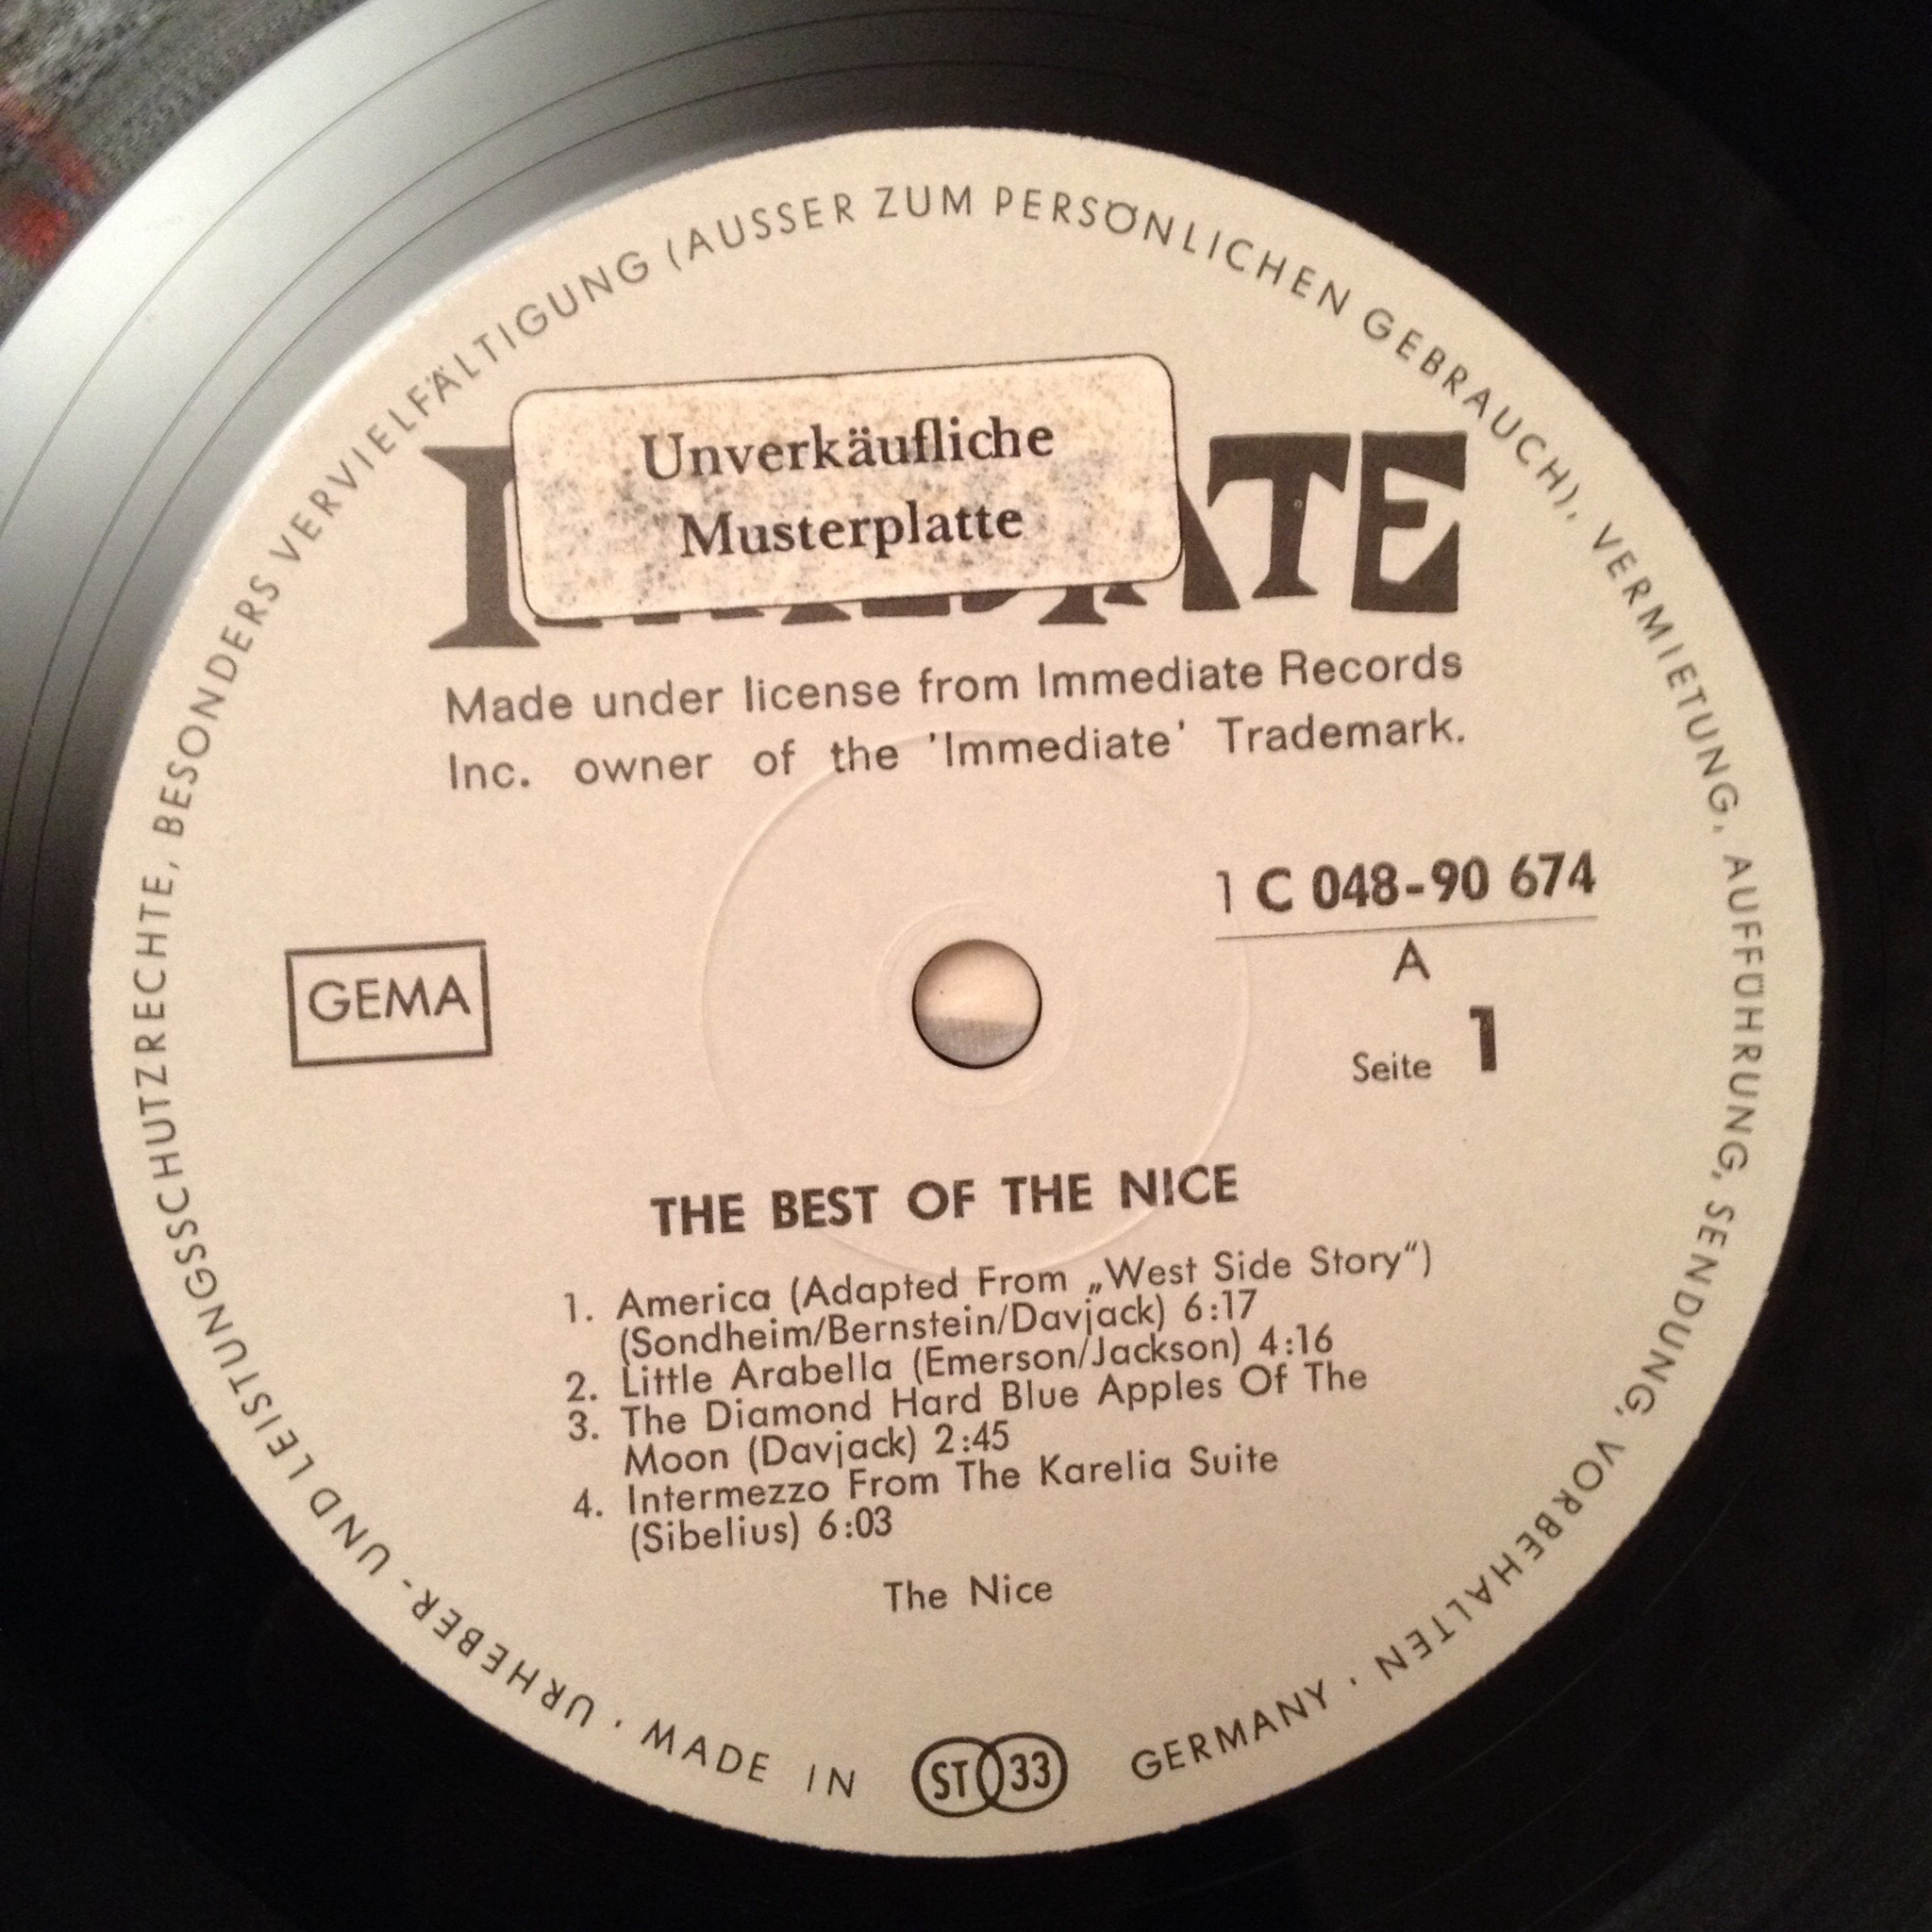 URHEBER- UND LEISTUNGSSCHUTZRECHTE, BESONDERS VERVIELFÄLTIGUNG (AUSSER ZUM PERSÖNLICHEN GEBRAUCH), VERMIETUNG, AUFFÜHRUNG, SENDUNG, VORBEHALTEN · MADE IN GERMANY ·
Unverkäufliche
Musterplatte
Made under license from Immediate Records
Inc. owner of the 'Immediate' Trademark.
1 C 048-90 674
A
GEMA
Seite 1
THE BEST OF THE NICE
1. America (Adapted From „West Side Story“)
(Sondheim/Bernstein/Davjack) 6:17
2. Little Arabella (Emerson/Jackson) 4:16
3. The Diamond Hard Blue Apples Of The
Moon (Davjack) 2:45
4. Intermezzo From The Karelia Suite
(Sibelius) 6:03
The Nice
ST 33